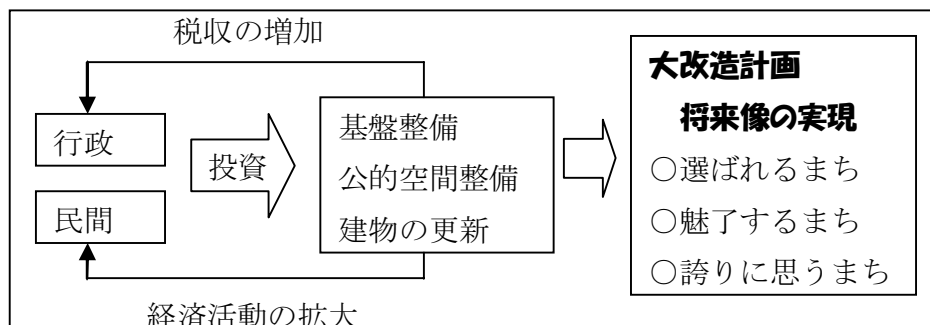 税収の増加
行政
民間
投資
基盤整備
公的空間整備
建物の更新
経済活動の拡大
大改造計画
将来像の実現
○選ばれるまち
○魅了するまち
○誇りに思うまち